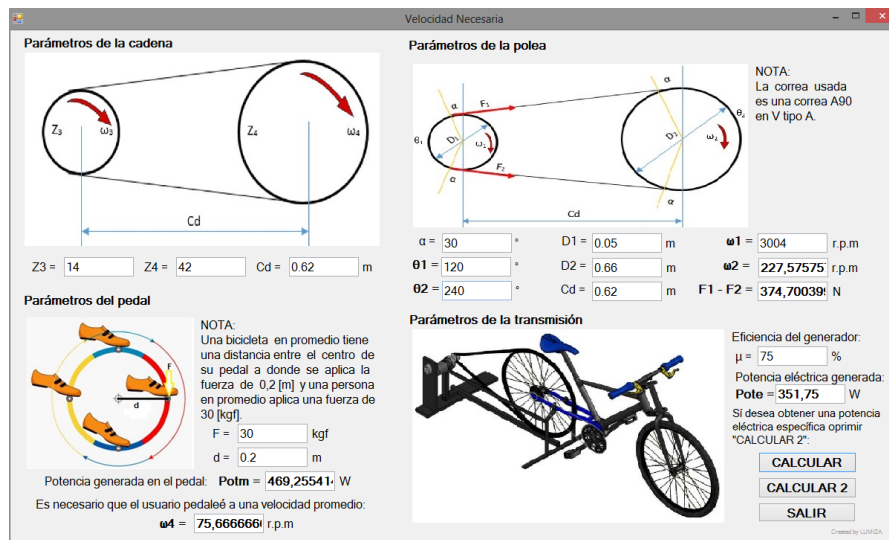 Velocidad Necesaria
Parámetros de la cadena
Z3
ω3
Z4
ω4
Cd
Z3 = 14
Z4 = 42
Cd = 0.62 m
Parámetros del pedal
F
d
NOTA:
Una bicicleta en promedio tiene
una distancia entre el centro de
su pedal a donde se aplica la
fuerza de 0,2 [m] y una persona
en promedio aplica una fuerza de
30 [kgf].
F = 30 kgf
d = 0.2 m
Potencia generada en el pedal: Potm = 469,255414 W
Es necesario que el usuario pedaleé a una velocidad promedio:
ω4 = 75,6666666 r.p.m
Parámetros de la polea
α
F1
θ1
D1
ω1
F2
α
α
θ2
D2
ω2
α
Cd
NOTA:
La correa usada
es una correa A90
en V tipo A.
α = 30 °
D1 = 0.05 m
ω1 = 3004 r.p.m
θ1 = 120 °
D2 = 0.66 m
ω2 = 227,57575 r.p.m
θ2 = 240 °
Cd = 0.62 m
F1 - F2 = 374,700399 N
Parámetros de la transmisión
Eficiencia del generador:
µ = 75 %
Potencia eléctrica generada:
Pote = 351,75 W
Sí desea obtener una potencia
eléctrica específica oprimir
"CALCULAR 2":
CALCULAR
CALCULAR 2
SALIR
Created by LUMIZA